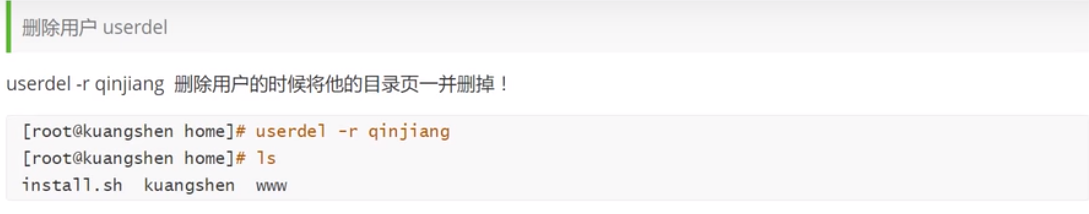 删除用户 userdel
userdel -r qinjiang 删除用户的时候将他的目录页一并删掉！
[root@kuangshen home]# userdel -r qinjiang
[root@kuangshen home]# ls
install.sh  kuangshen  www